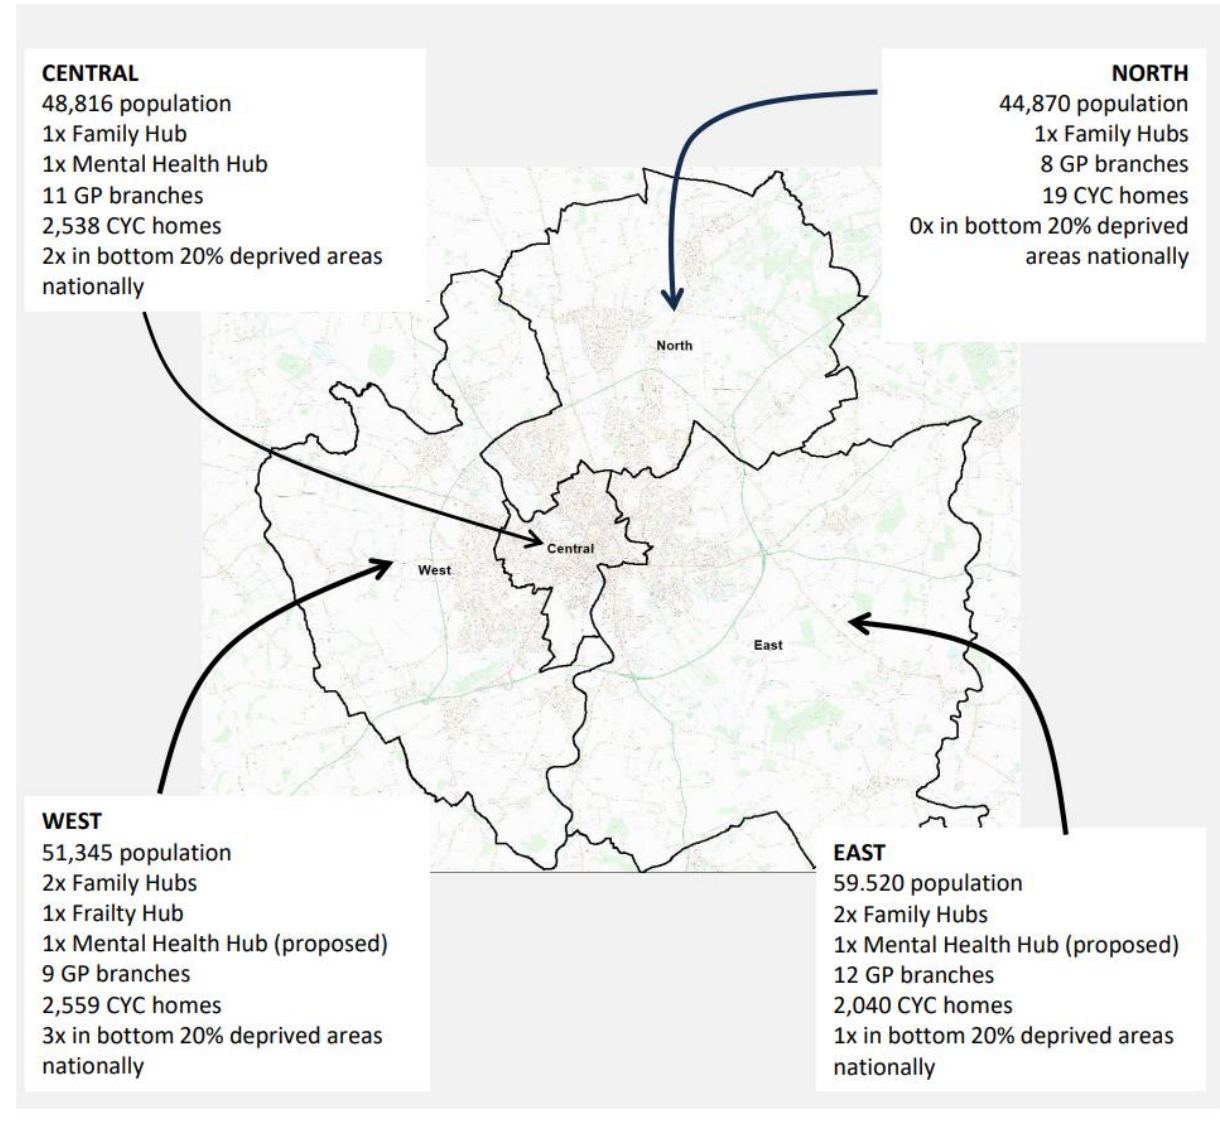 CENTRAL
48,816 population
1x Family Hub
1x Mental Health Hub
11 GP branches
2,538 CYC homes
2x in bottom 20% deprived areas
nationally
NORTH
44,870 population
1x Family Hubs
8 GP branches
19 CYC homes
0x in bottom 20% deprived
areas nationally
North
Central
West
East
WEST
51,345 population
2x Family Hubs
1x Frailty Hub
1x Mental Health Hub (proposed)
9 GP branches
2,559 CYC homes
3x in bottom 20% deprived areas
nationally
EAST
59.520 population
2x Family Hubs
1x Mental Health Hub (proposed)
12 GP branches
2,040 CYC homes
1x in bottom 20% deprived areas
nationally